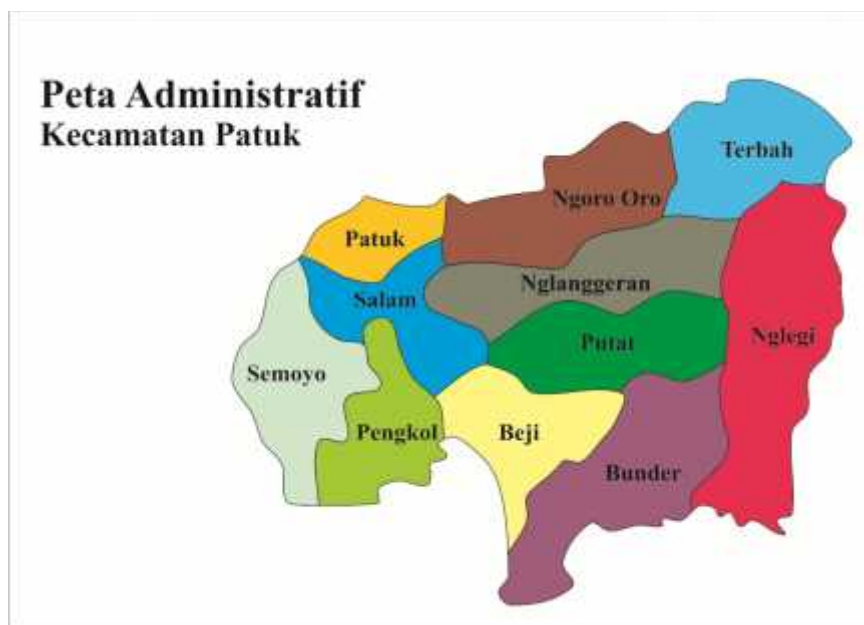 Peta Administratif
Kecamatan Patuk
Terbah
Ngoro Oro
Patuk
Nglanggeran
Salam
Putat
Nglegi
Semoyo
Pengkol
Beji
Bunder